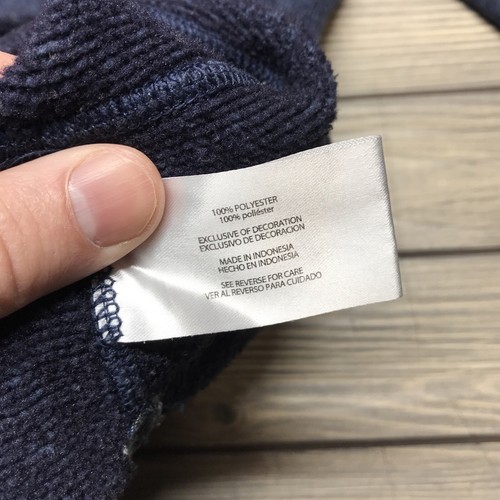 100% POLYESTER
100% poliéster
EXCLUSIVE OF DECORATION
EXCLUSIVO DE DECORACION
MADE IN INDONESIA
HECHO EN INDONESIA
SEE REVERSE FOR CARE
VER AL REVERSO PARA CUIDADO